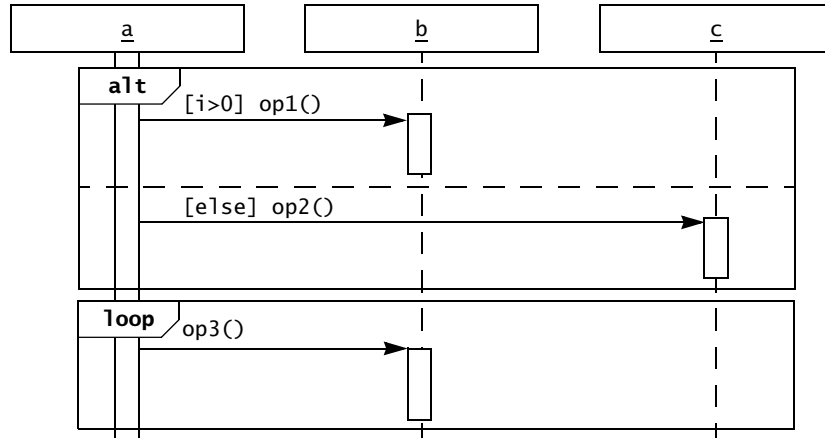 a b c
alt
[i>0] op1()
[else] op2()
loop
op3()